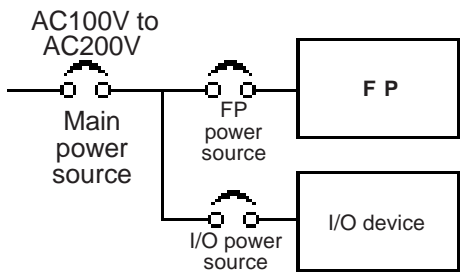 AC100V to
AC200V
Main
power
source
FP
power
source
F P
I/O power
source
I/O device